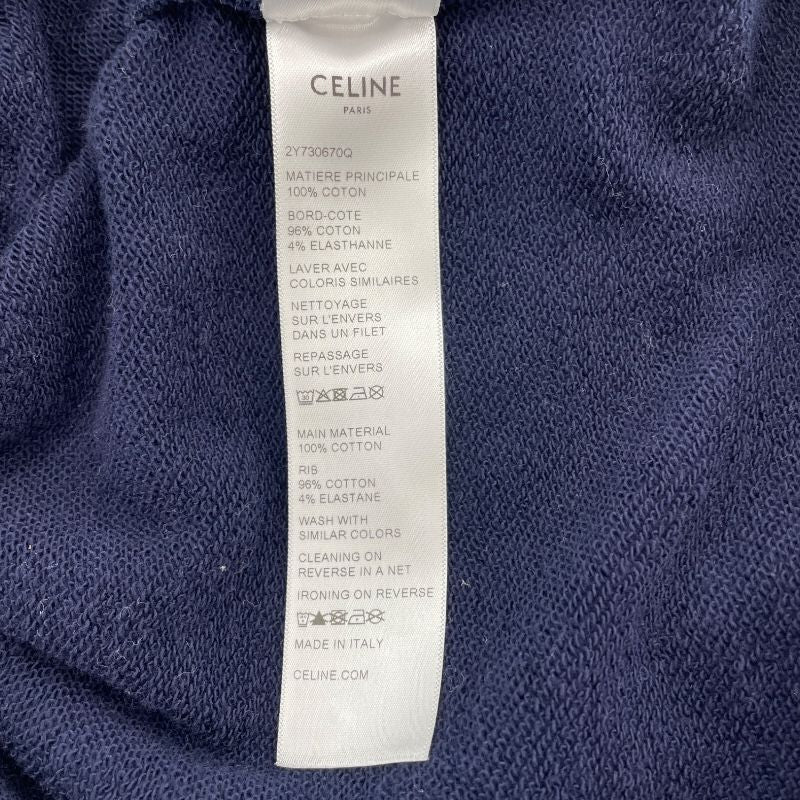 CELINE
PARIS
2Y730670Q
MATIERE PRINCIPALE
100% COTON
BORD-COTE
96% COTON
4% ELASTHANNE
LAVER AVEC
COLORIS SIMILAIRES
NETTOYAGE
SUR L'ENVERS
DANS UN FILET
REPASSAGE
SUR L'ENVERS
30
MAIN MATERIAL
100% COTTON
RIB
96% COTTON
4% ELASTANE
WASH WITH
SIMILAR COLORS
CLEANING ON
REVERSE IN A NET
IRONING ON REVERSE
MADE IN ITALY
CELINE.COM